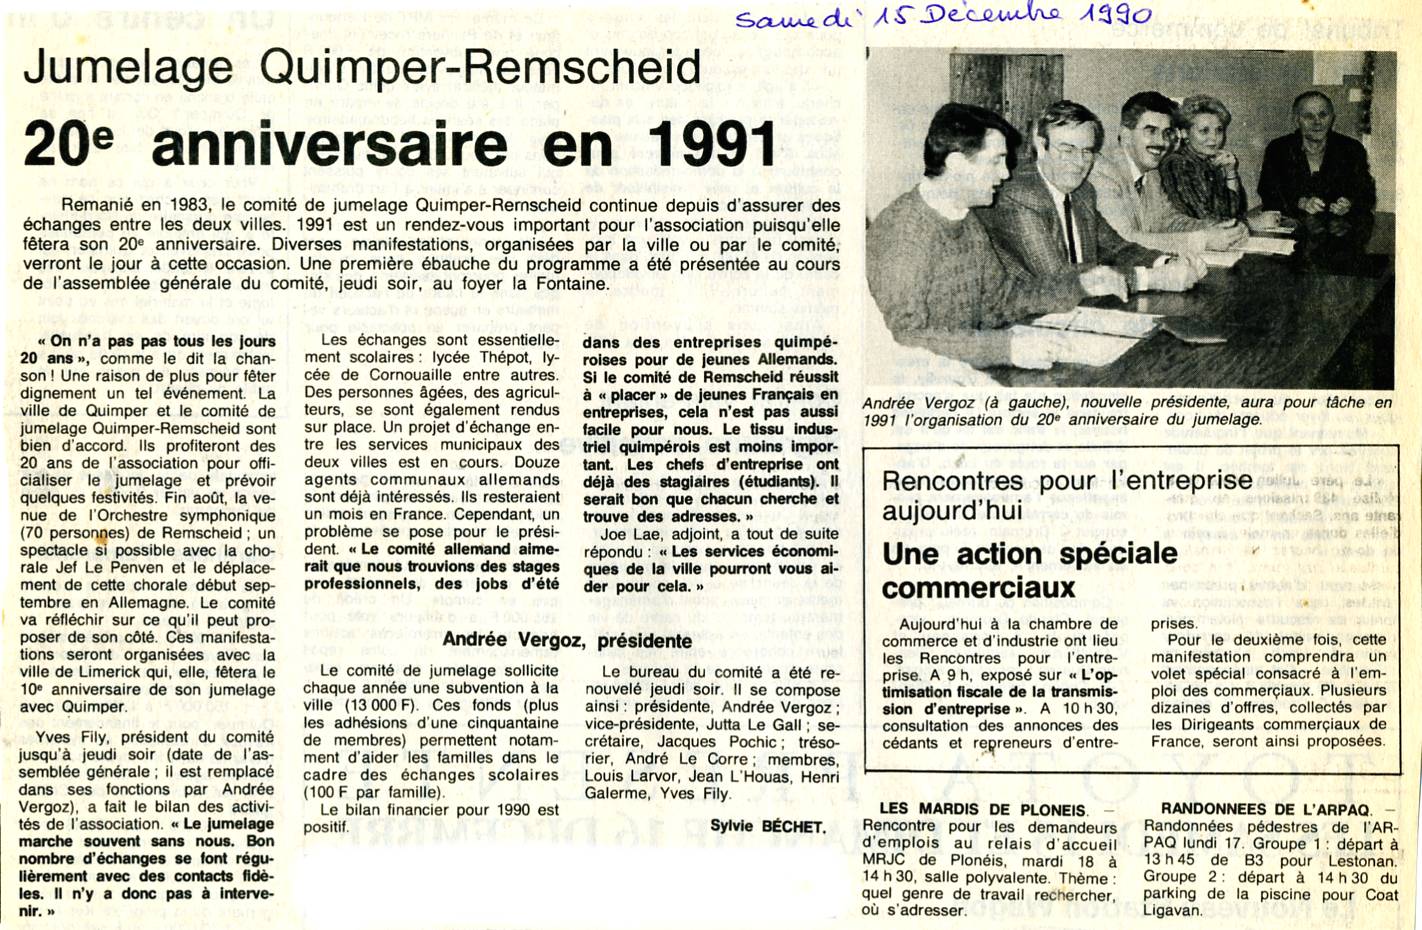 Samedi 15 Décembre 1990
Jumelage Quimper-Remscheid
20e anniversaire en 1991
Remanié en 1983, le comité de jumelage Quimper-Remscheid continue depuis d'assurer des
échanges entre les deux villes. 1991 est un rendez-vous important pour l'association puisqu'elle
fêtera son 20e anniversaire. Diverses manifestations, organisées par la ville ou par le comité,
verront le jour à cette occasion. Une première ébauche du programme a été présentée au cours
de l'assemblée générale du comité, jeudi soir, au foyer la Fontaine.
« On n'a pas pas tous les jours
20 ans », comme le dit la chan-
son ! Une raison de plus pour fêter
dignement un tel événement. La
ville de Quimper et le comité de
jumelage Quimper-Remscheid sont
bien d'accord. Ils profiteront des
20 ans de l'association pour offi-
cialiser le jumelage et prévoir
quelques festivités. Fin août, la ve-
nue de l'Orchestre symphonique
(70 personnes) de Remscheid ; un
spectacle si possible avec la cho-
rale Jef Le Penven et le déplace-
ment de cette chorale début sep-
tembre en Allemagne. Le comité
va réfléchir sur ce qu'il peut pro-
poser de son côté. Ces manifesta-
tions seront organisées avec la
ville de Limerick qui, elle, fêtera le
10e anniversaire de son jumelage
avec Quimper.
Yves Fily, président du comité
jusqu'à jeudi soir (date de l'as-
semblée générale ; il est remplacé
dans ses fonctions par Andrée
Vergoz), a fait le bilan des activi-
tés de l'association. « Le jumelage
marche souvent sans nous. Bon
nombre d'échanges se font régu-
lièrement avec des contacts fidè-
les. Il n'y a donc pas à interve-
nir. »
Les échanges sont essentielle-
ment scolaires : lycée Thépot, ly-
cée de Cornouaille entre autres.
Des personnes âgées, des agricul-
teurs, se sont également rendus
sur place. Un projet d'échange en-
tre les services municipaux des
deux villes est en cours. Douze
agents communaux allemands
sont déjà intéressés. Ils resteraient
un mois en France. Cependant, un
problème se pose pour le prési-
dent. « Le comité allemand aime-
rait que nous trouvions des stages
professionnels, des jobs d'été
dans des entreprises quimpé-
roises pour de jeunes Allemands.
Si le comité de Remscheid réussit
à « placer » de jeunes Français en
entreprises, cela n'est pas aussi
facile pour nous. Le tissu indus-
triel quimpérois est moins impor-
tant. Les chefs d'entreprise ont
déjà des stagiaires (étudiants). Il
serait bon que chacun cherche et
trouve des adresses. »
Joe Lae, adjoint, a tout de suite
répondu : « Les services économi-
ques de la ville pourront vous ai-
der pour cela. »
Andrée Vergoz, présidente
Le comité de jumelage sollicite
chaque année une subvention à la
ville (13 000 F). Ces fonds (plus
les adhésions d'une cinquantaine
de membres) permettent notam-
ment d'aider les familles dans le
cadre des échanges scolaires
(100 F par famille).
Le bilan financier pour 1990 est
positif.
Le bureau du comité a été re-
nouvelé jeudi soir. Il se compose
ainsi : présidente, Andrée Vergoz ;
vice-présidente, Jutta Le Gall ; se-
crétaire, Jacques Pochic ; tréso-
rier, André Le Corre ; membres,
Louis Larvor, Jean L'Houas, Henri
Galerme, Yves Fily.
Sylvie BÉCHET.
Andrée Vergoz (à gauche), nouvelle présidente, aura pour tâche en
1991 l'organisation du 20e anniversaire du jumelage.
Rencontres pour l'entreprise
aujourd'hui
Une action spéciale
commerciaux
Aujourd'hui à la chambre de
commerce et d'industrie ont lieu
les Rencontres pour l'entre-
prise. A 9 h, exposé sur « L'op-
timisation fiscale de la transmis-
sion d'entreprise ». A 10 h 30,
consultation des annonces des
cédants et repreneurs d'entre-
prises.
Pour la deuxième fois, cette
manifestation comprendra un
volet spécial consacré à l'em-
ploi des commerçiaux. Plusieurs
dizaines d'offres, collectés par
les Dirigeants commerçiaux de
France, seront ainsi proposées.
LES MARDIS DE PLONEIS. –
Rencontre pour les demandeurs
d'emplois au relais d'accueil
MRJC de Plonéis, mardi 18 à
14 h 30, salle polyvalente. Thème :
quel genre de travail rechercher,
où s'adresser.
RANDONNEES DE L'ARPAQ. –
Randonnées pédestres de l'AR-
PAQ lundi 17. Groupe 1 : départ à
13 h 45 de B3 pour Lestonan.
Groupe 2 : départ à 14 h 30 du
parking de la piscine pour Coat
Ligavan.